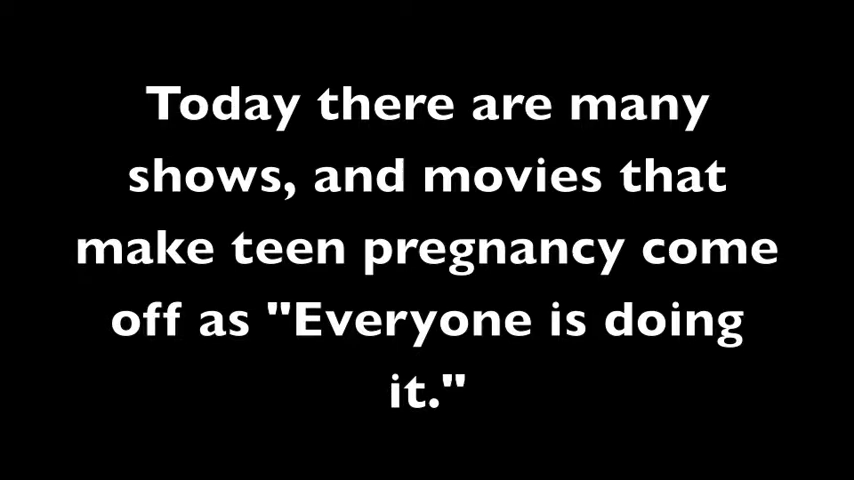 Today there are many
shows, and movies that
make teen pregnancy come
off as "Everyone is doing
it."